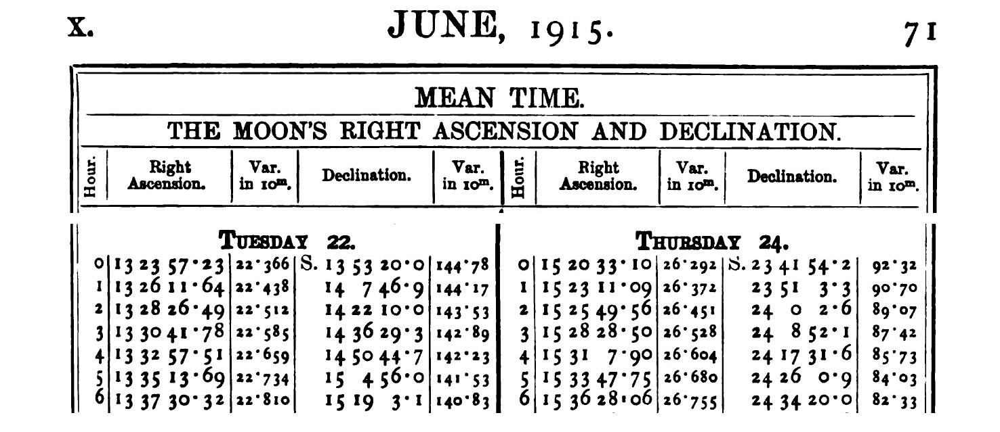 X. JUNE, 1915. 71
MEAN TIME.
THE MOON'S RIGHT ASCENSION AND DECLINATION.
Hour. Right Ascension. Var. in 10m. Declination. Var. in 10m. Hour. Right Ascension. Var. in 10m. Declination. Var. in 10m.
TUESDAY 22. THURSDAY 24.
0 13 23 57·23 22·366 S. 13 53 20·0 144·78 0 15 20 33·10 26·292 S. 23 41 54·2 92·32
1 13 26 11·64 22·438 14 7 46·9 144·17 1 15 23 11·09 26·372 23 51 3·3 90·70
2 13 28 26·49 22·512 14 22 10·0 143·53 2 15 25 49·56 26·451 24 0 2·6 89·07
3 13 30 41·78 22·585 14 36 29·3 142·89 3 15 28 28·50 26·528 24 8 52·1 87·42
4 13 32 57·51 22·659 14 50 44·7 142·23 4 15 31 7·90 26·604 24 17 31·6 85·73
5 13 35 13·69 22·734 15 4 56·0 141·53 5 15 33 47·75 26·680 24 26 0·9 84·03
6 13 37 30·32 22·810 15 19 3·1 140·83 6 15 36 28·06 26·755 24 34 20·0 82·33